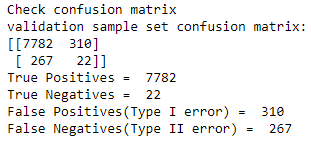 Check confusion matrix
validation sample set confusion matrix:
[[7782  310]
 [ 267   22]]
True Positives =  7782
True Negatives =  22
False Positives(Type I error) =  310
False Negatives(Type II error) =  267